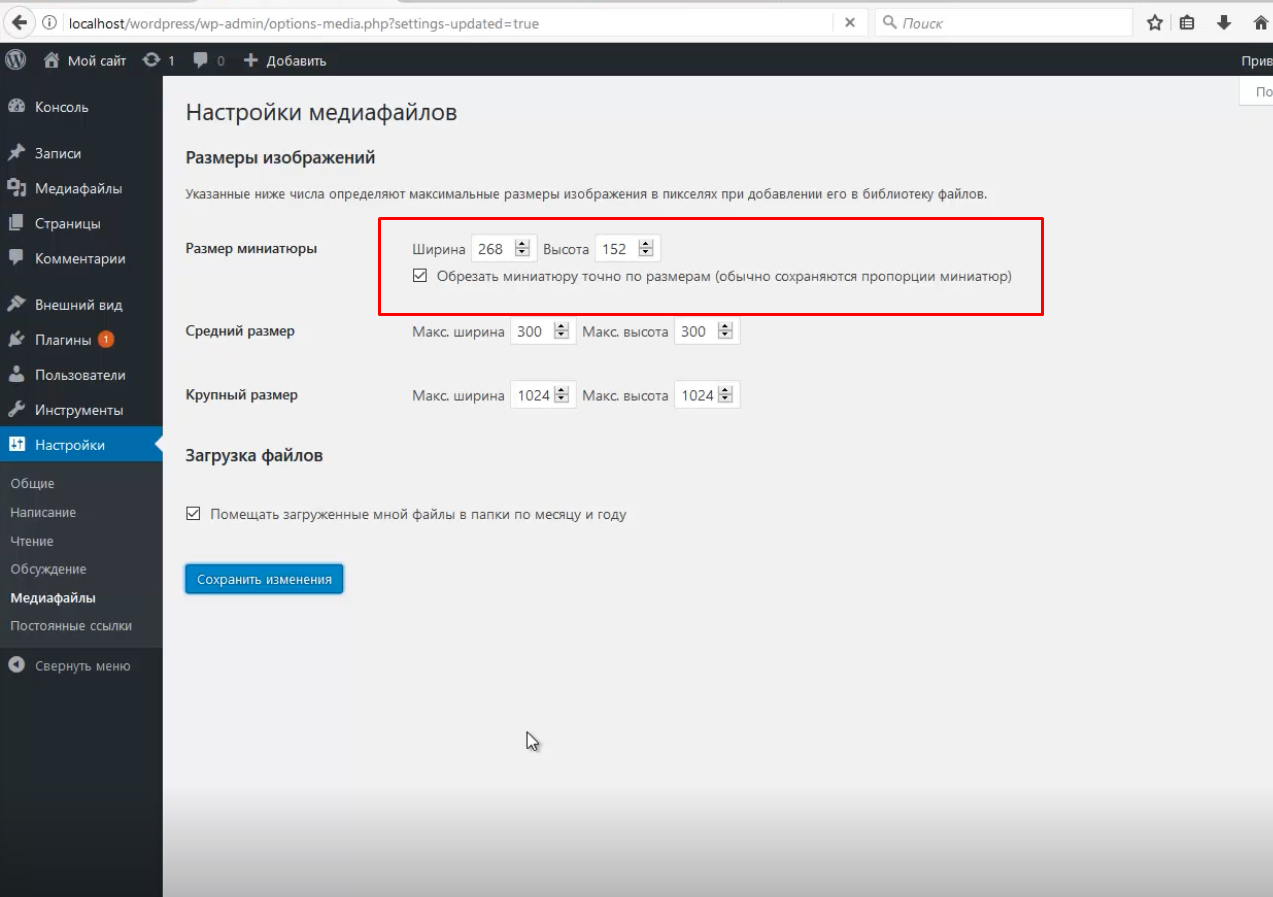 localhost/wordpress/wp-admin/options-media.php?settings-updated=true
Поиск
Мой сайт 1 0 Добавить
Прив
По
Консоль
Записи
Медиафайлы
Страницы
Комментарии
Внешний вид
Плагины 1
Пользователи
Инструменты
Настройки
Общие
Написание
Чтение
Обсуждение
Медиафайлы
Постоянные ссылки
Свернуть меню
Настройки медиафайлов
Размеры изображений
Указанные ниже числа определяют максимальные размеры изображения в пикселях при добавлении его в библиотеку файлов.
Размер миниатюры Ширина 268 Высота 152
Обрезать миниатюру точно по размерам (обычно сохраняются пропорции миниатюр)
Средний размер Макс. ширина 300 Макс. высота 300
Крупный размер Макс. ширина 1024 Макс. высота 1024
Загрузка файлов
Помещать загруженные мной файлы в папки по месяцу и году
Сохранить изменения